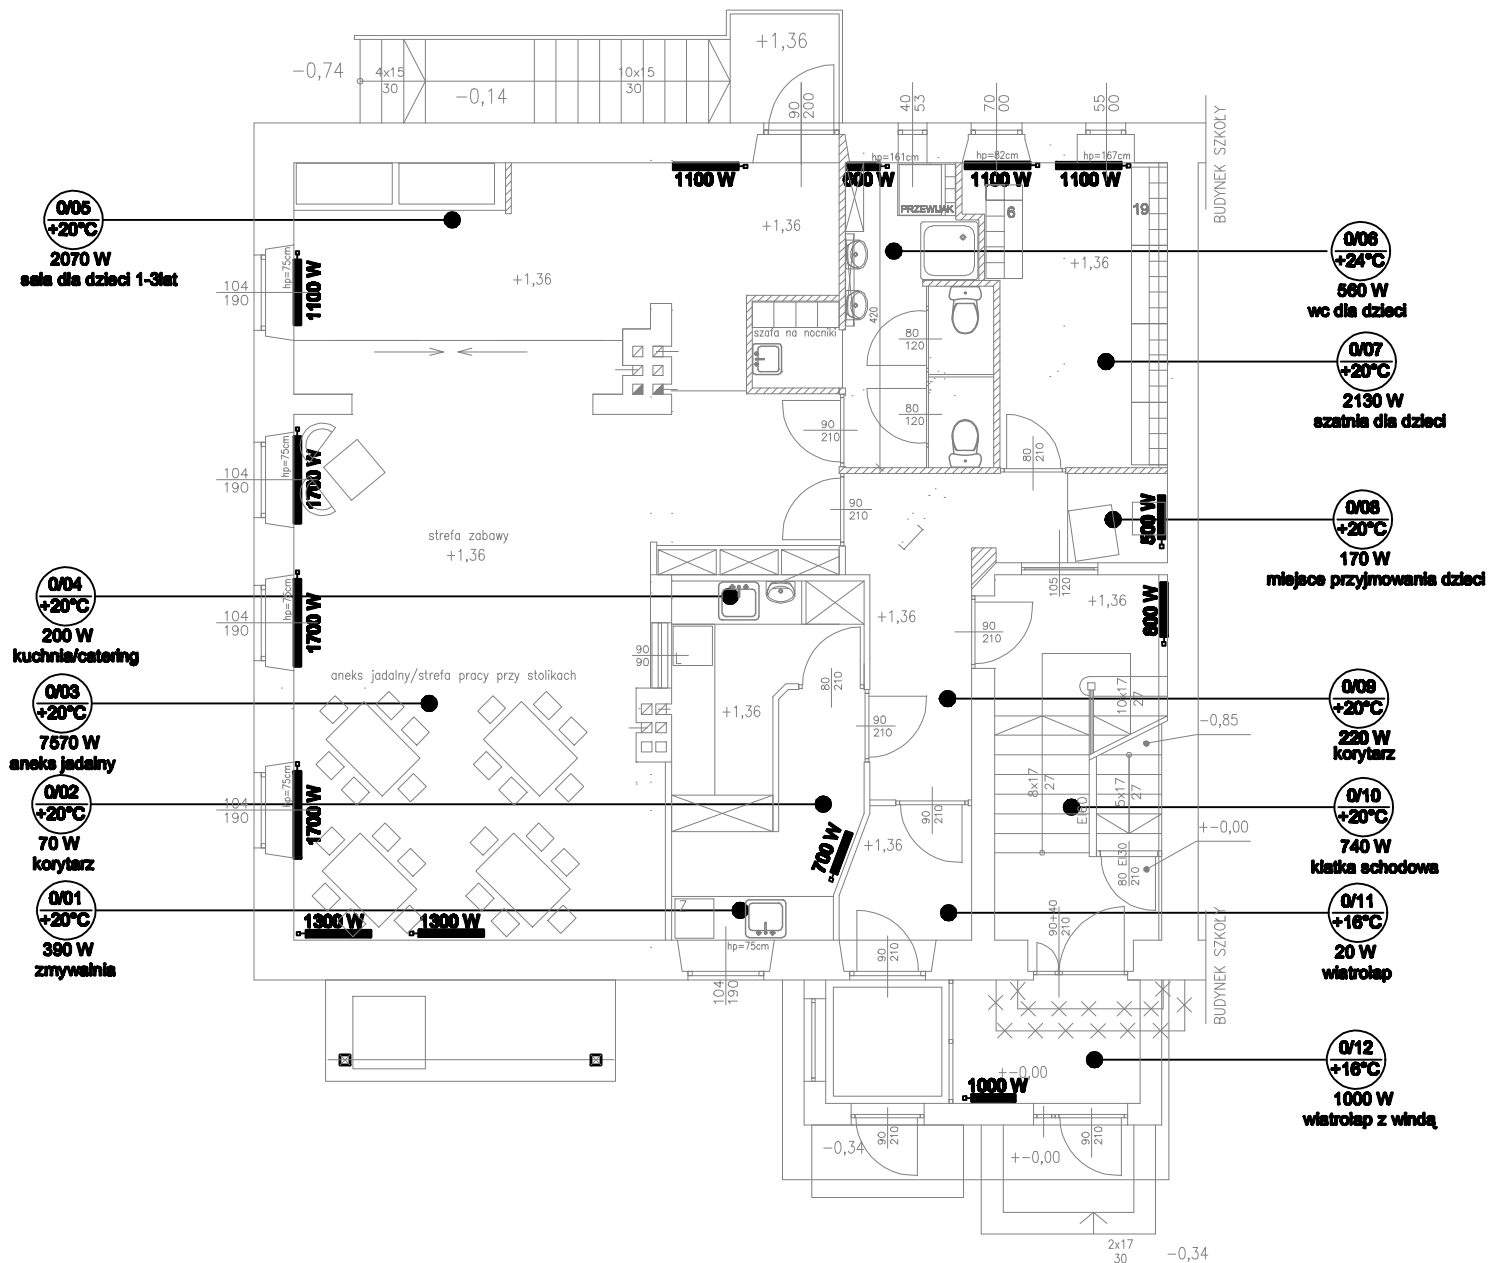 +1,36
-0,74
4x15
30
-0,14
10x15
30
90
200
40
53
70
00
55
00
BUDYNEK SZKOŁY
hp=161cm
hp=82cm
hp=167cm
1100 W
600 W
1100 W
1100 W
PRZEWIJAK
6
19
0/05
+20°C
2070 W
sala dla dzieci 1-3lat
104
190
hp=75cm
1100 W
+1,36
+1,36
+1,36
0/06
+24°C
560 W
wc dla dzieci
szafa na nocniki
420
80
120
0/07
+20°C
2130 W
szatnia dla dzieci
80
120
90
210
80
210
104
190
hp=75cm
1700 W
90
210
500 W
0/08
+20°C
170 W
miejsce przyjmowania dzieci
strefa zabawy
+1,36
105
120
0/04
+20°C
200 W
kuchnia/catering
104
190
hp=75cm
1700 W
+1,36
90
210
+1,36
600 W
90
90
aneks jadalny/strefa pracy przy stolikach
80
210
0/03
+20°C
7570 W
aneks jadalny
+1,36
90
210
10x17
27
-0,85
0/09
+20°C
220 W
korytarz
0/02
+20°C
70 W
korytarz
104
190
hp=75cm
1700 W
8x17
27
5x17
27
EI60
0/10
+20°C
740 W
klatka schodowa
+-0,00
700 W
+1,36
90
210
80 EI30
210
0/01
+20°C
390 W
zmywalnia
1300 W
1300 W
7
hp=75cm
104
190
90
210
90+40
210
0/11
+16°C
20 W
wiatrołap
BUDYNEK SZKOŁY
0/12
+16°C
1000 W
wiatrołap z windą
+-0,00
1000 W
90
210
-0,34
90
210
+-0,00
2x17
30
-0,34